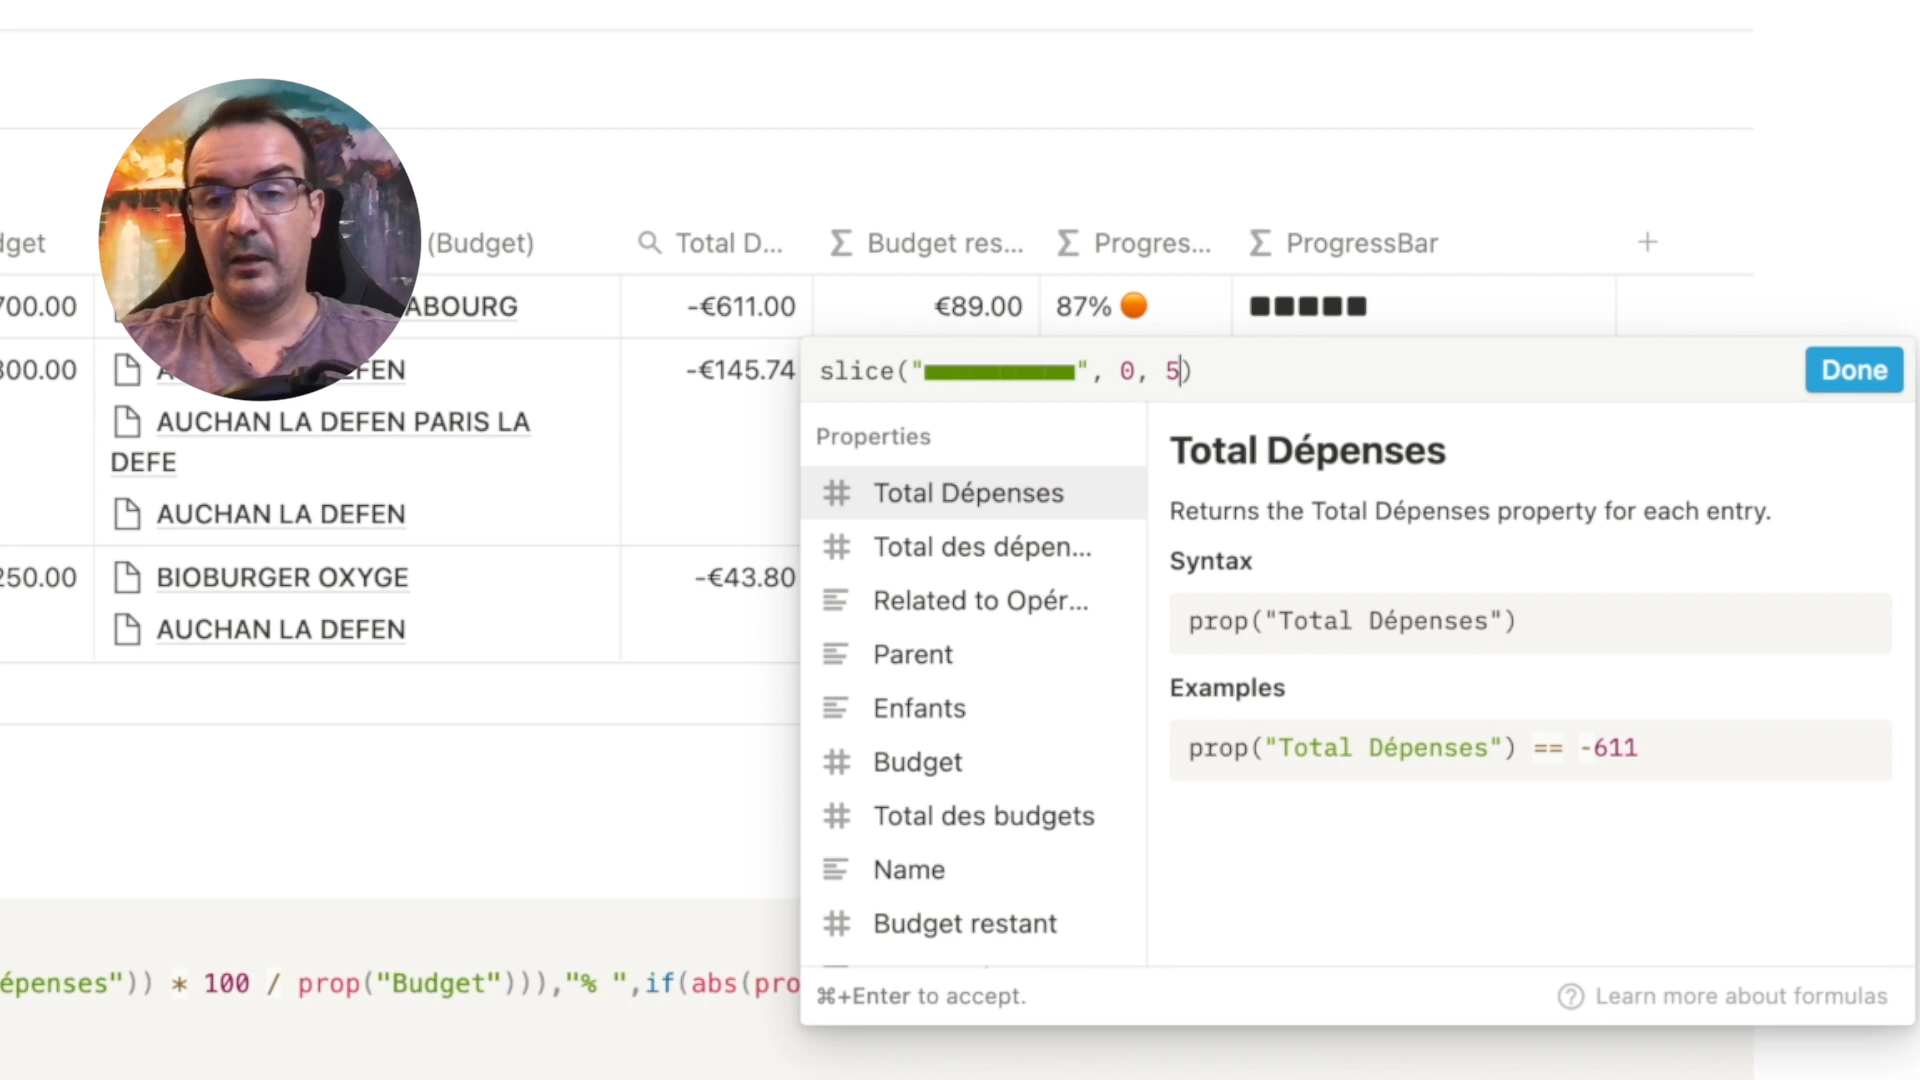 dget
(Budget)
Total D...
Budget res...
Progres...
ProgressBar
700.00
ABOURG
-€611.00
€89.00
87%
■■■■■
300.00
EFEN
-€145.74
AUCHAN LA DEFEN PARIS LA
DEFE
AUCHAN LA DEFEN
250.00
BIOBURGER OXYGE
-€43.80
AUCHAN LA DEFEN
slice("■■■■■■■■■■", 0, 5)
Done
Properties
Total Dépenses
Total des dépen...
Related to Opér...
Parent
Enfants
Budget
Total des budgets
Name
Budget restant
Total Dépenses
Returns the Total Dépenses property for each entry.
Syntax
prop("Total Dépenses")
Examples
prop("Total Dépenses") == -611
⌘+Enter to accept.
Learn more about formulas
épenses")) * 100 / prop("Budget"))),"% ",if(abs(pro